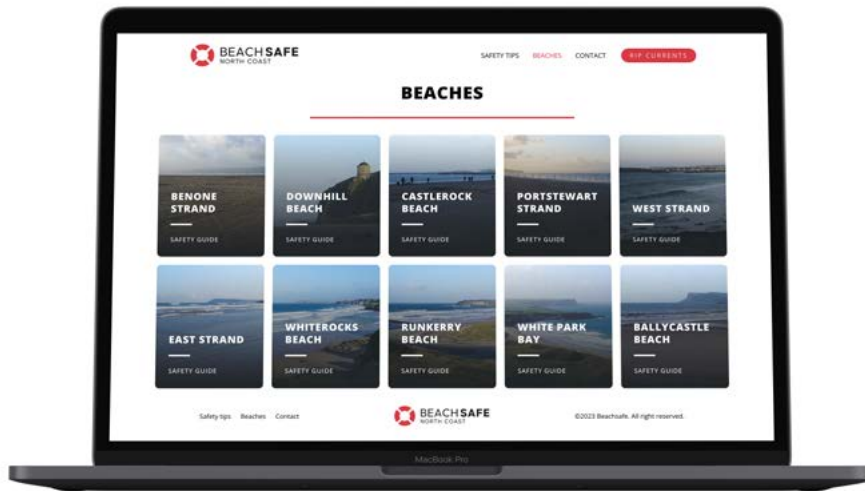 BEACHSAFE
NORTH COAST
SAFETY TIPS BEACHES CONTACT RIP CURRENTS
BEACHES
BENONE
STRAND
SAFETY GUIDE
DOWNHILL
BEACH
SAFETY GUIDE
CASTLEROCK
BEACH
SAFETY GUIDE
PORTSTEWART
STRAND
SAFETY GUIDE
WEST STRAND
SAFETY GUIDE
EAST STRAND
SAFETY GUIDE
WHITEROCKS
BEACH
SAFETY GUIDE
RUNKERRY
BEACH
SAFETY GUIDE
WHITE PARK
BAY
SAFETY GUIDE
BALLYCASTLE
BEACH
SAFETY GUIDE
Safety tips Beaches Contact
BEACHSAFE
NORTH COAST
©2023 Beachsafe. All right reserved.
MacBook Pro